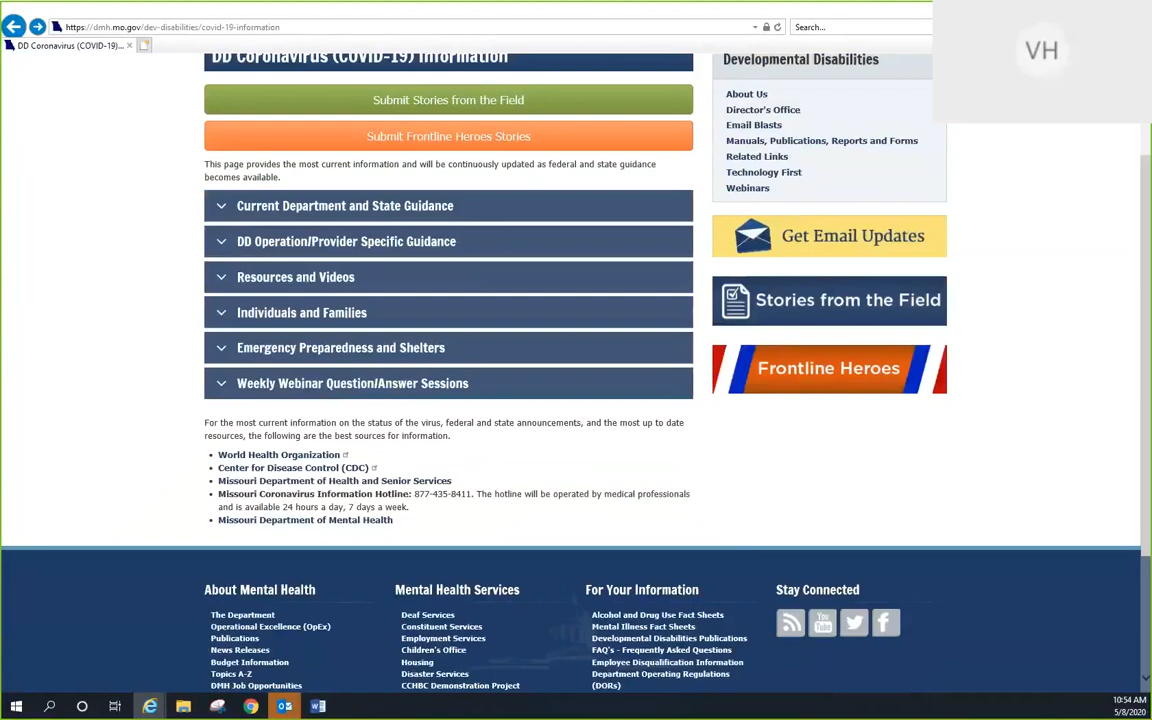 https://dmh.mo.gov/dev-disabilities/covid-19-information
Search...
DD Coronavirus (COVID-19)...
VH
DD Coronavirus (COVID-19) Information
Submit Stories from the Field
Submit Frontline Heroes Stories
This page provides the most current information and will be continuously updated as federal and state guidance
becomes available.
Current Department and State Guidance
DD Operation/Provider Specific Guidance
Resources and Videos
Individuals and Families
Emergency Preparedness and Shelters
Weekly Webinar Question/Answer Sessions
For the most current information on the status of the virus, federal and state announcements, and the most up to date
resources, the following are the best sources for information.
• World Health Organization
• Center for Disease Control (CDC)
• Missouri Department of Health and Senior Services
• Missouri Coronavirus Information Hotline: 877-435-8411. The hotline will be operated by medical professionals
and is available 24 hours a day, 7 days a week.
• Missouri Department of Mental Health
Developmental Disabilities
About Us
Director's Office
Email Blasts
Manuals, Publications, Reports and Forms
Related Links
Technology First
Webinars
Get Email Updates
Stories from the Field
Frontline Heroes
About Mental Health
The Department
Operational Excellence (OpEx)
Publications
News Releases
Budget Information
Topics A-Z
DMH Job Opportunities
Mental Health Services
Deaf Services
Constituent Services
Employment Services
Children's Office
Housing
Disaster Services
CCHBC Demonstration Project
For Your Information
Alcohol and Drug Use Fact Sheets
Mental Illness Fact Sheets
Developmental Disabilities Publications
FAQ's - Frequently Asked Questions
Employee Disqualification Information
Department Operating Regulations
(DORs)
Stay Connected
You
Tube
10:54 AM
5/8/2020